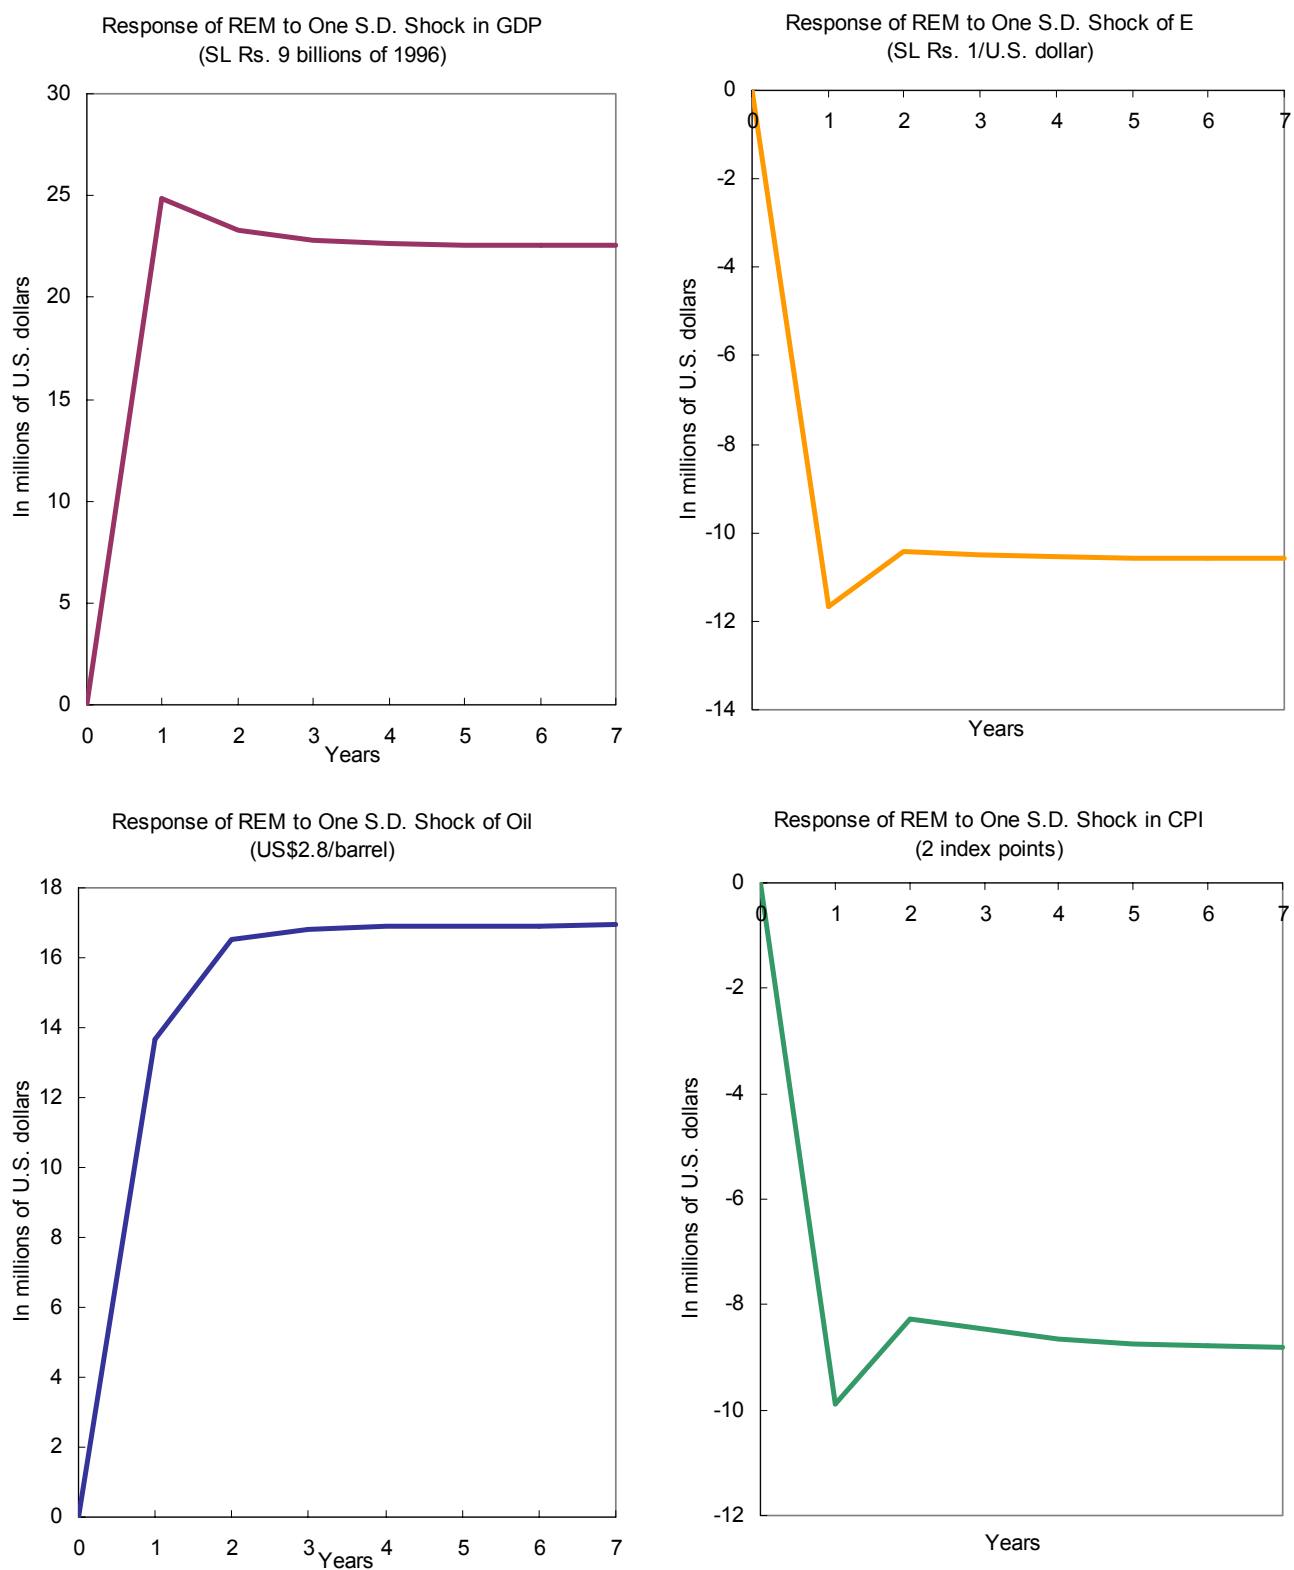 Response of REM to One S.D. Shock in GDP
(SL Rs. 9 billions of 1996)
30
25
20
15
10
5
0
In millions of U.S. dollars
0 1 2 3 4 5 6 7
Years
Response of REM to One S.D. Shock of E
(SL Rs. 1/U.S. dollar)
0
-2
-4
-6
-8
-10
-12
-14
In millions of U.S. dollars
0 1 2 3 4 5 6 7
Years
Response of REM to One S.D. Shock of Oil
(US$2.8/barrel)
18
16
14
12
10
8
6
4
2
0
In millions of U.S. dollars
0 1 2 3 4 5 6 7
Years
Response of REM to One S.D. Shock in CPI
(2 index points)
0
-2
-4
-6
-8
-10
-12
In millions of U.S. dollars
0 1 2 3 4 5 6 7
Years